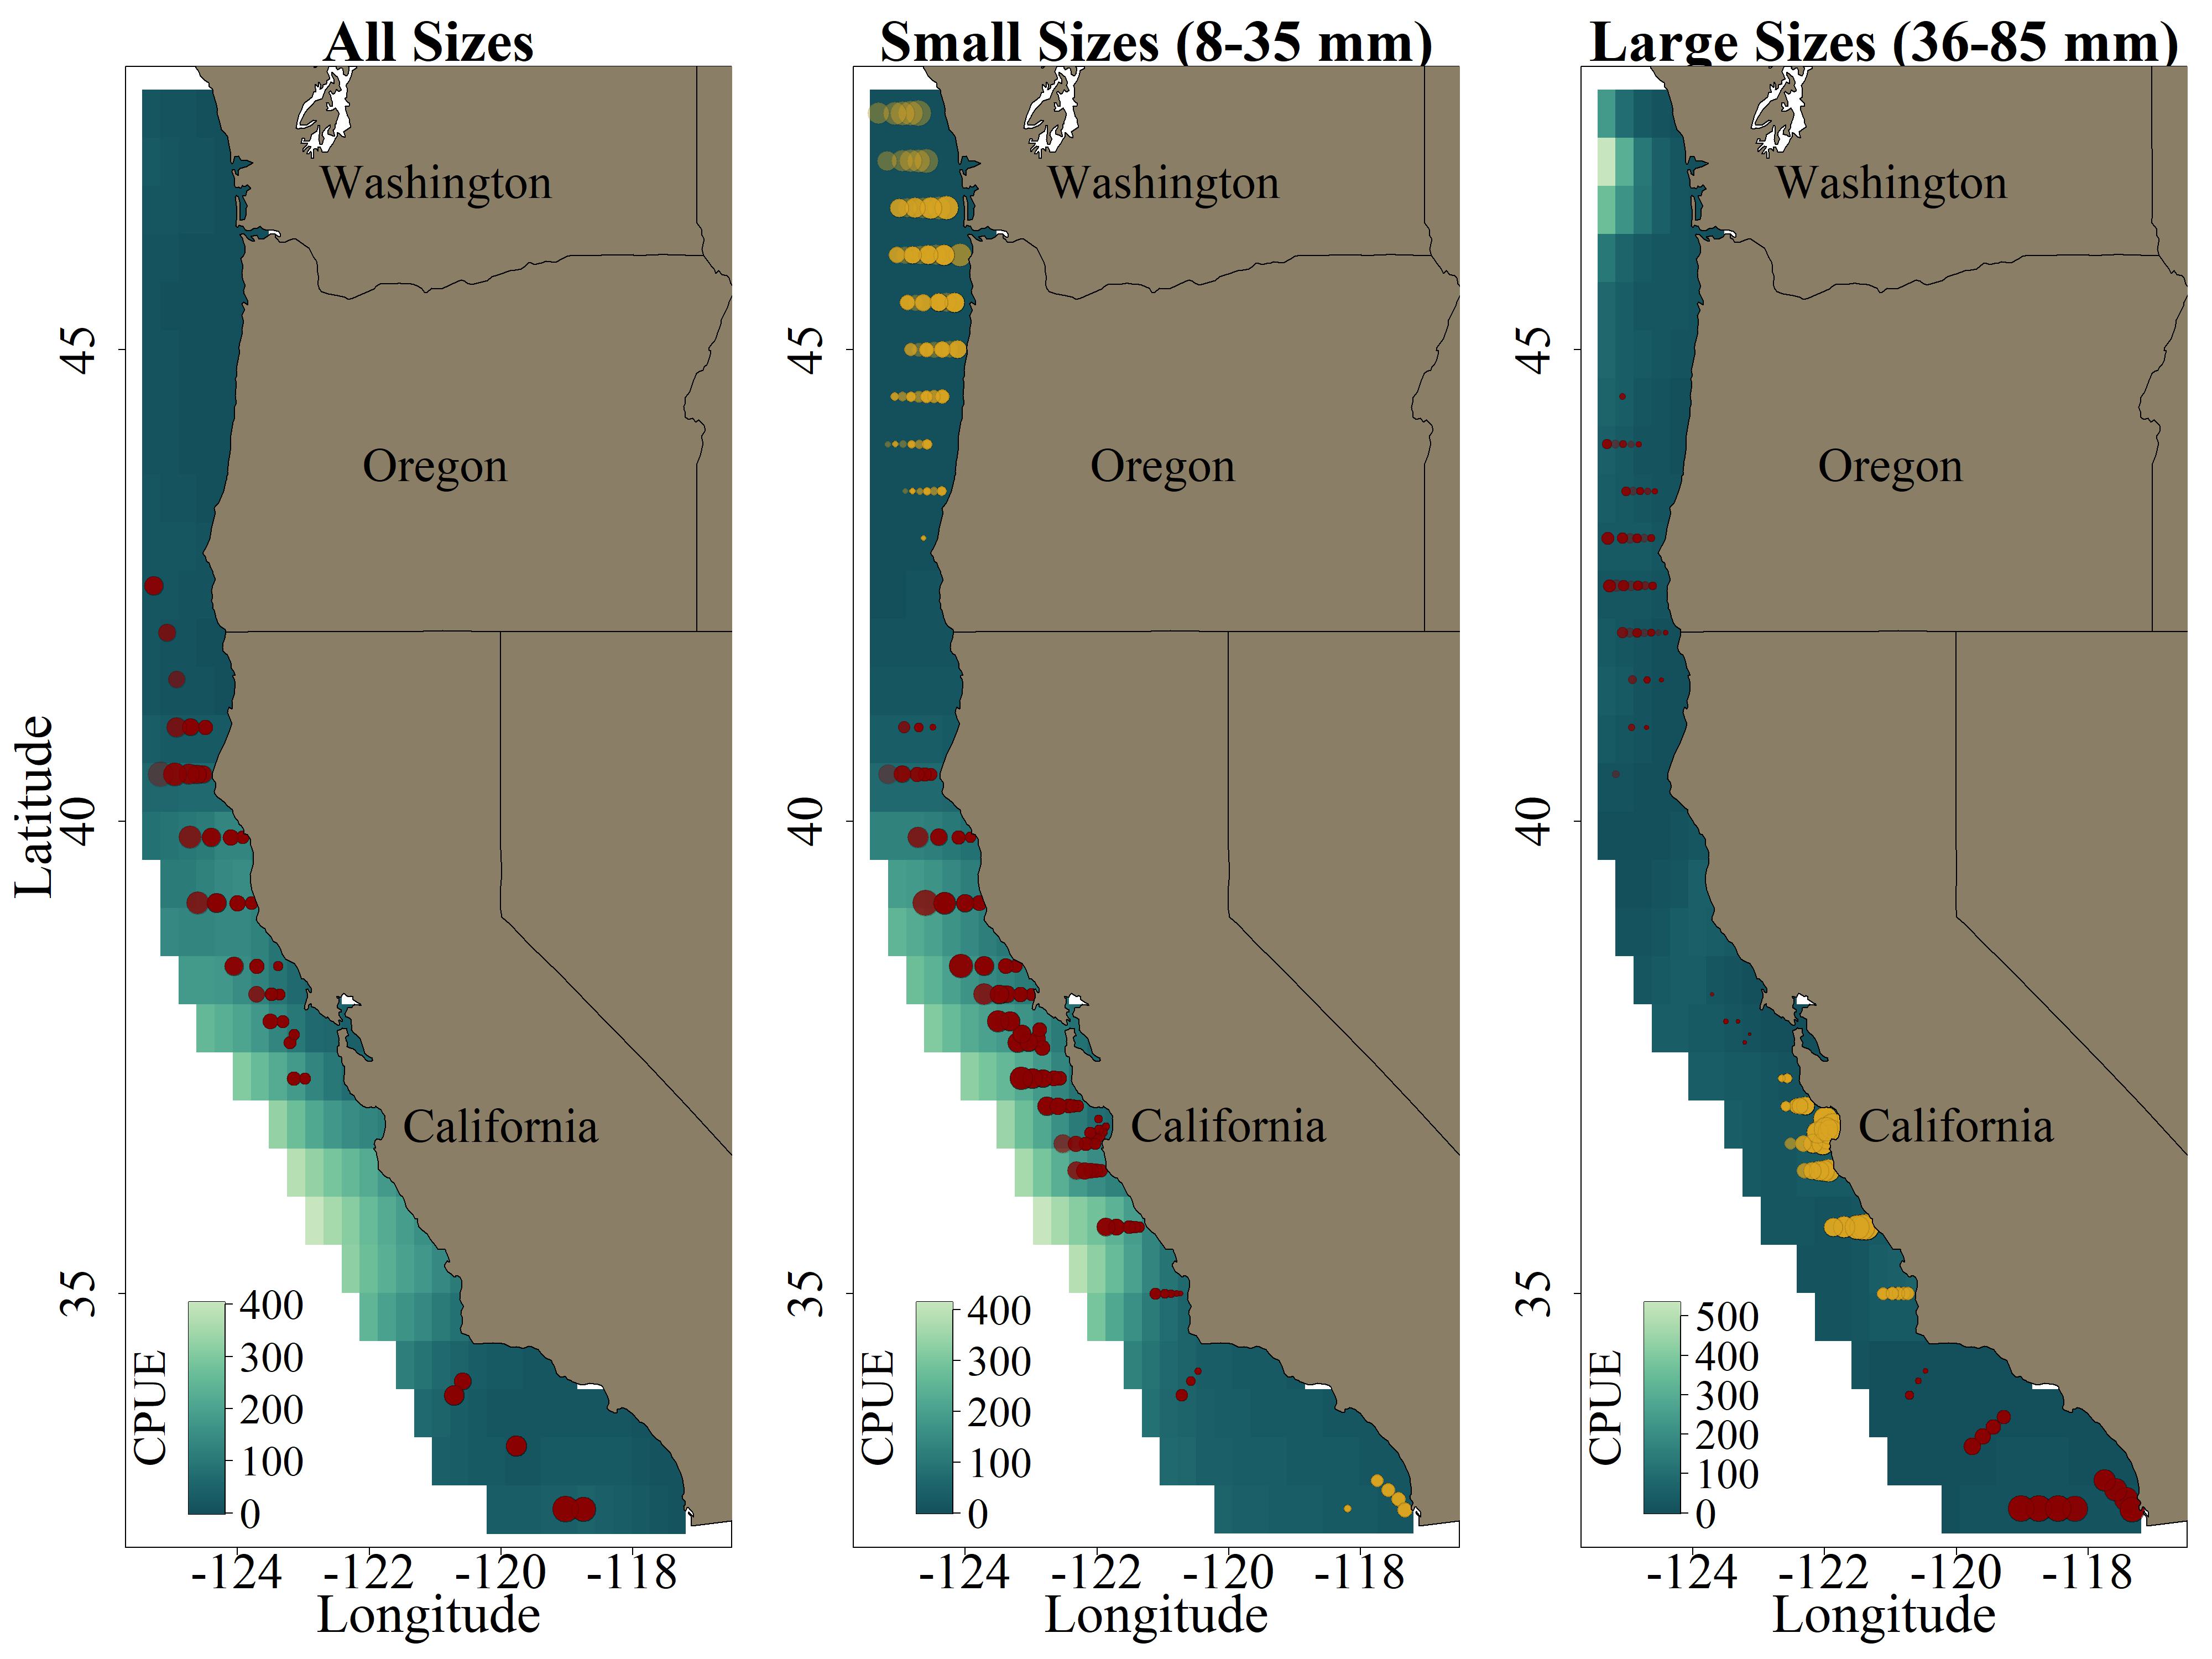 All Sizes
Small Sizes (8-35 mm)
Large Sizes (36-85 mm)
Washington
Washington
Washington
Oregon
Oregon
Oregon
California
California
California
Latitude
45
40
35
45
40
35
45
40
35
CPUE
400
300
200
100
0
CPUE
400
300
200
100
0
CPUE
500
400
300
200
100
0
-124 -122 -120 -118
-124 -122 -120 -118
-124 -122 -120 -118
Longitude
Longitude
Longitude